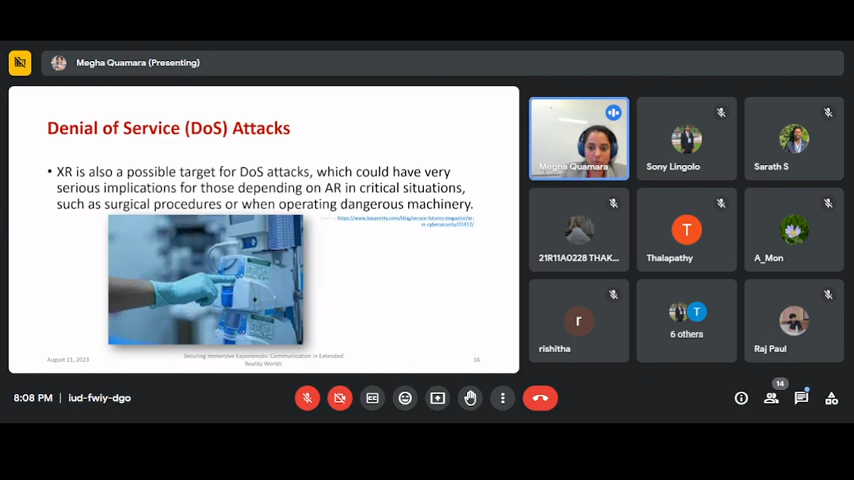 Megha Quamara (Presenting)
Denial of Service (DoS) Attacks
• XR is also a possible target for DoS attacks, which could have very
serious implications for those depending on AR in critical situations,
such as surgical procedures or when operating dangerous machinery.
August 11, 2023
Securing Immersive Experiences: Communication in Extended
Reality Worlds
16
Megha Quamara
Sony Lingolo
Sarath S
21R11A0228 THAK...
T
Thalapathy
A_Mon
r
rishitha
T
6 others
Raj Paul
8:08 PM | iud-fwiy-dgo
CC
14